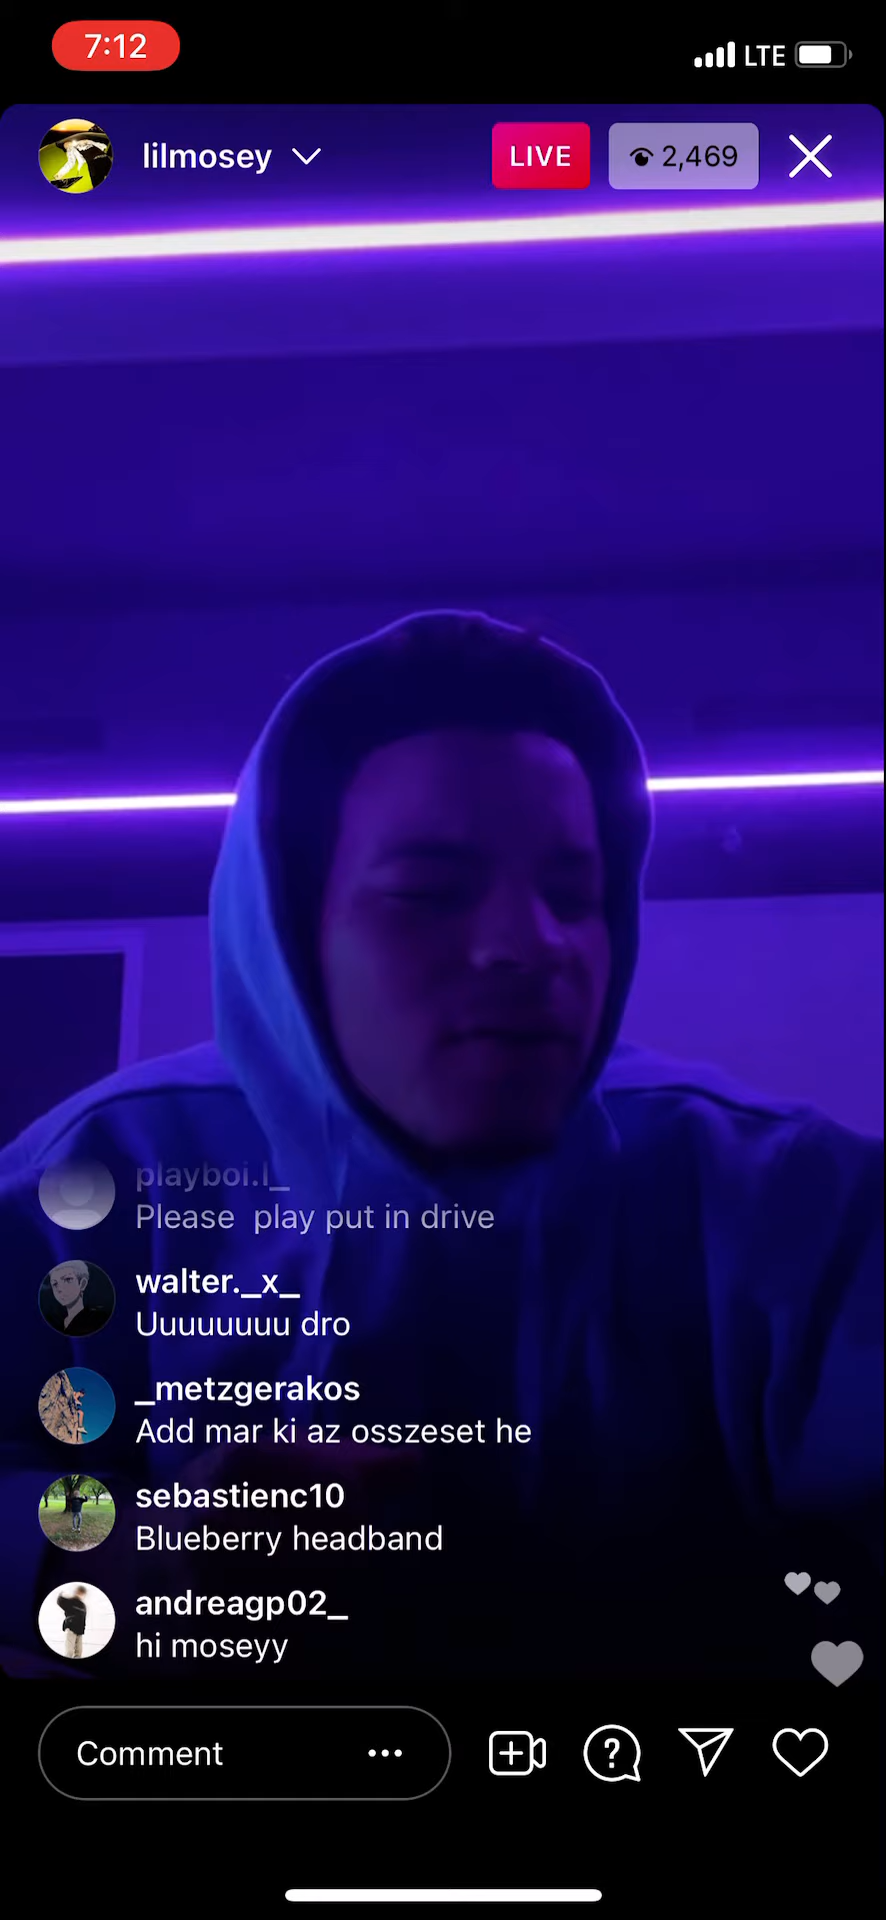 7:12
LTE
lilmosey
LIVE
2,469
playboi.l_
Please  play put in drive
walter._x_
Uuuuuuuu dro
_metzgerakos
Add mar ki az osszeset he
sebastienc10
Blueberry headband
andreagp02_
hi moseyy
Comment